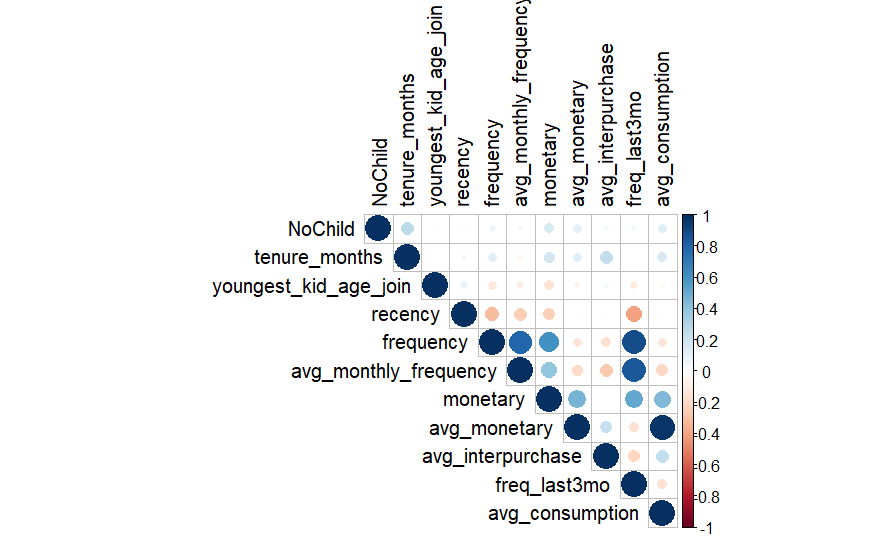 NoChild
tenure_months
youngest_kid_age_join
recency
frequency
avg_monthly_frequency
monetary
avg_monetary
avg_interpurchase
freq_last3mo
avg_consumption
NoChild
tenure_months
youngest_kid_age_join
recency
frequency
avg_monthly_frequency
monetary
avg_monetary
avg_interpurchase
freq_last3mo
avg_consumption
1
0.8
0.6
0.4
0.2
0
-0.2
-0.4
-0.6
-0.8
-1